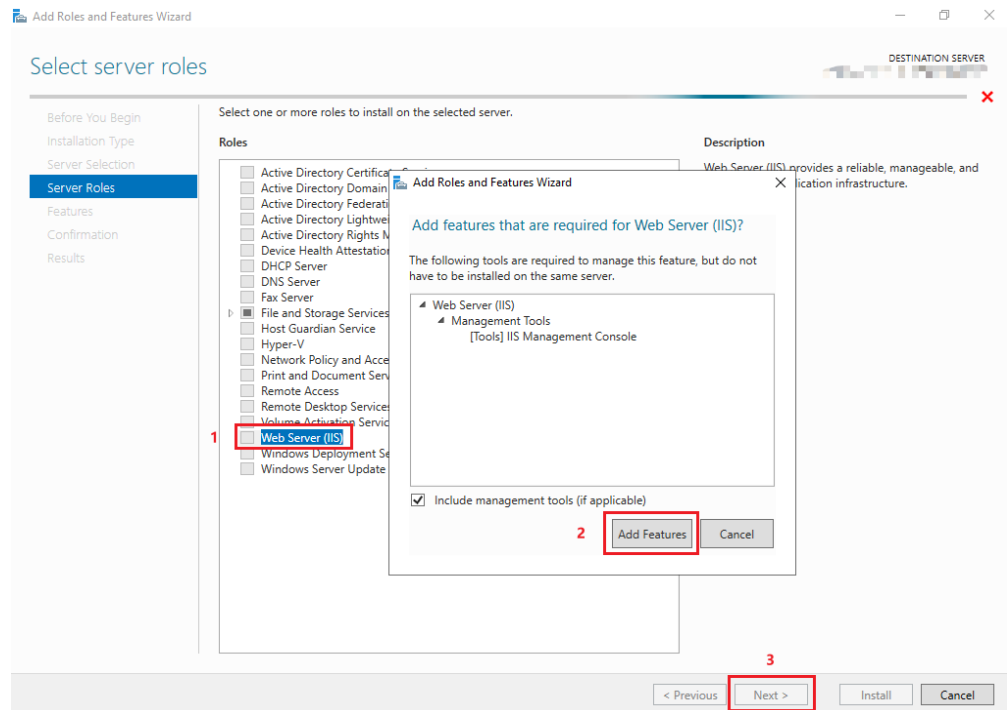 Add Roles and Features Wizard
Select server roles
DESTINATION SERVER
Before You Begin
Installation Type
Server Selection
Server Roles
Features
Confirmation
Results
Select one or more roles to install on the selected server.
Roles
Active Directory Certifica
Active Directory Domain
Active Directory Federati
Active Directory Lightwei
Active Directory Rights M
Device Health Attestation
DHCP Server
DNS Server
Fax Server
File and Storage Services
Host Guardian Service
Hyper-V
Network Policy and Acce
Print and Document Serv
Remote Access
Remote Desktop Services
Volume Activation Servic
1
Web Server (IIS)
Windows Deployment Se
Windows Server Update
Description
Web Server (IIS) provides a reliable, manageable, and
lication infrastructure.
Add Roles and Features Wizard
Add features that are required for Web Server (IIS)?
The following tools are required to manage this feature, but do not
have to be installed on the same server.
Web Server (IIS)
Management Tools
[Tools] IIS Management Console
Include management tools (if applicable)
2
Add Features
Cancel
3
< Previous
Next >
Install
Cancel